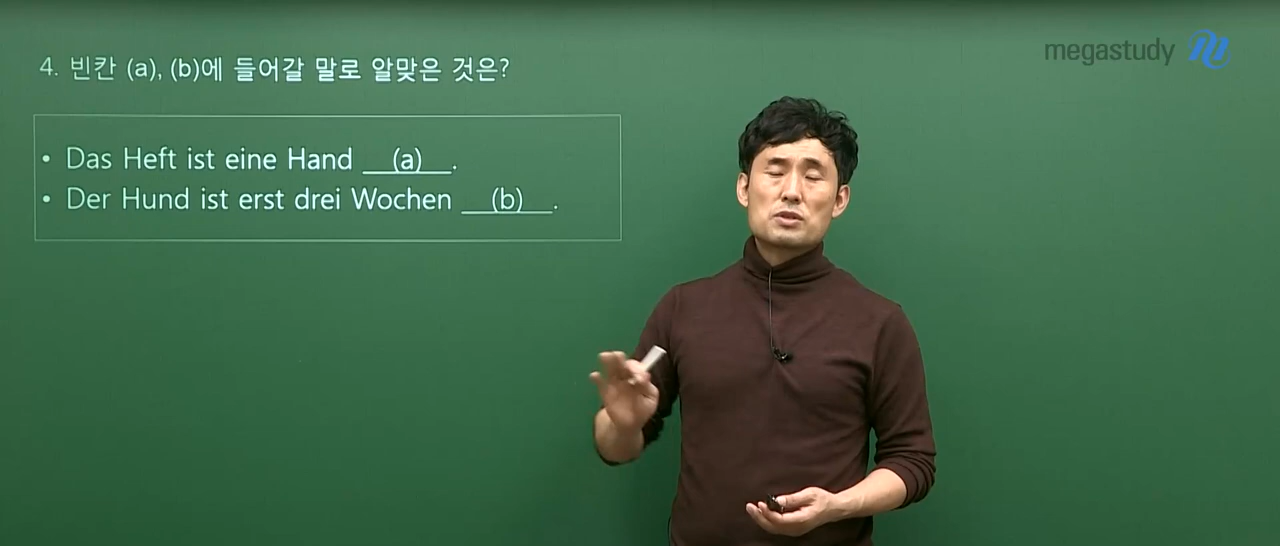 megastudy
4. 빈칸 (a), (b)에 들어갈 말로 알맞은 것은?
• Das Heft ist eine Hand __(a)__.
• Der Hund ist erst drei Wochen __(b)__.